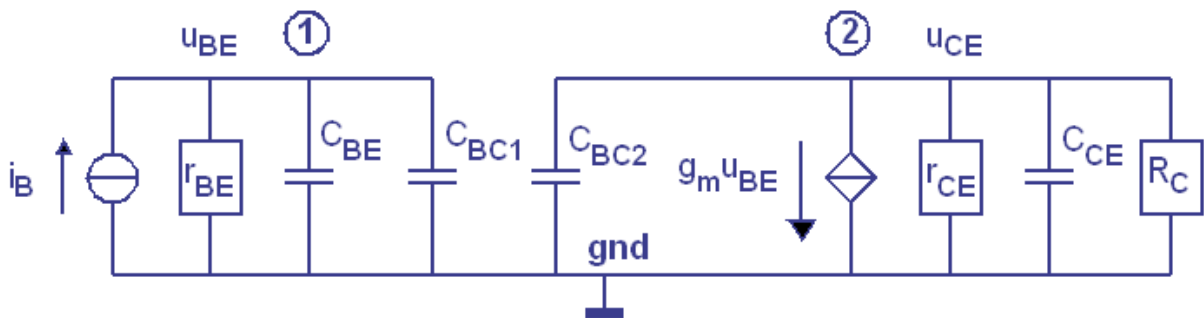 u_BE 1 2 u_CE
i_B r_BE C_BE C_BC1 C_BC2 g_m u_BE r_CE C_CE R_C
gnd